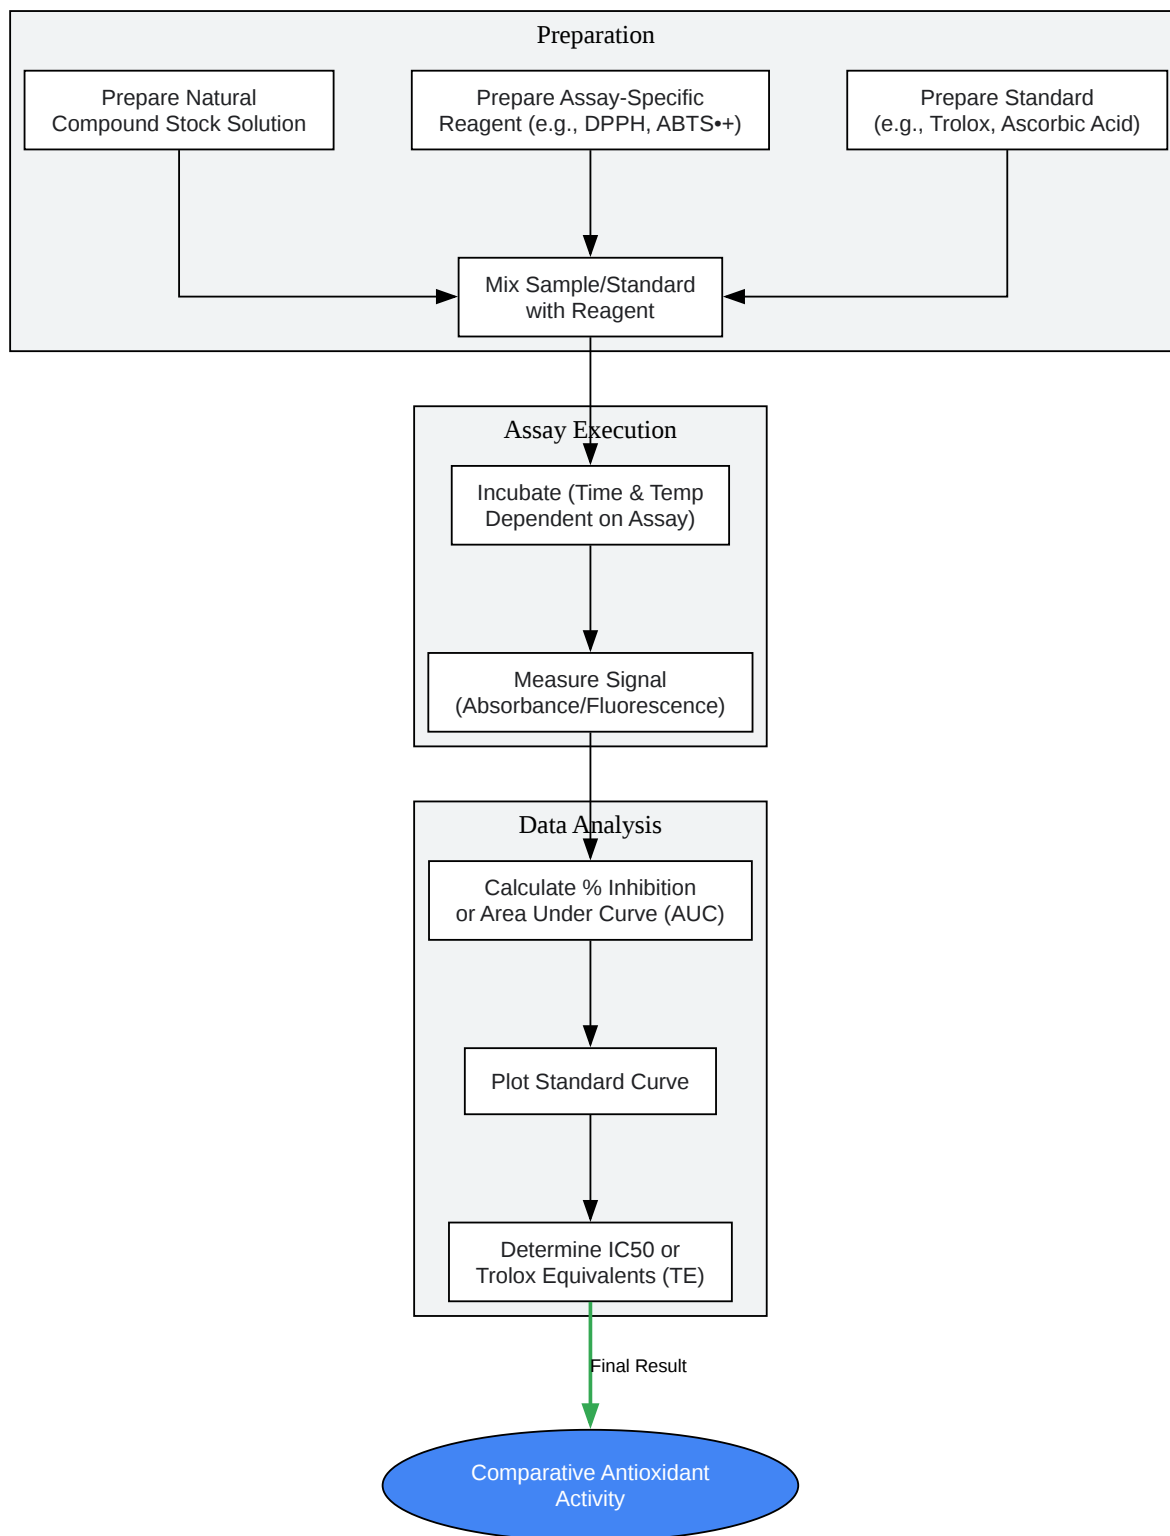 Preparation
Prepare Natural
Compound Stock Solution
Prepare Assay-Specific
Reagent (e.g., DPPH, ABTS•+)
Prepare Standard
(e.g., Trolox, Ascorbic Acid)
Mix Sample/Standard
with Reagent
Assay Execution
Incubate (Time & Temp
Dependent on Assay)
Measure Signal
(Absorbance/Fluorescence)
Data Analysis
Calculate % Inhibition
or Area Under Curve (AUC)
Plot Standard Curve
Determine IC50 or
Trolox Equivalents (TE)
Final Result
Comparative Antioxidant
Activity